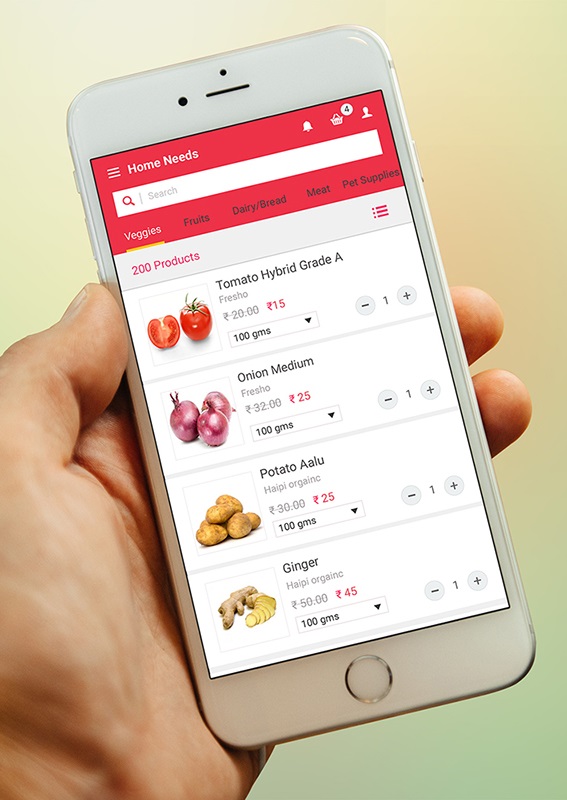 Home Needs
4
Search
Veggies Fruits Dairy/Bread Meat Pet Supplies
200 Products
Tomato Hybrid Grade A
Fresho
₹ 20.00 ₹15
100 gms
1
Onion Medium
Fresho
₹ 32.00 ₹ 25
100 gms
1
Potato Aalu
Haipi orgainc
₹ 30.00 ₹ 25
100 gms
1
Ginger
Haipi orgainc
₹ 50.00 ₹ 45
100 gms
1